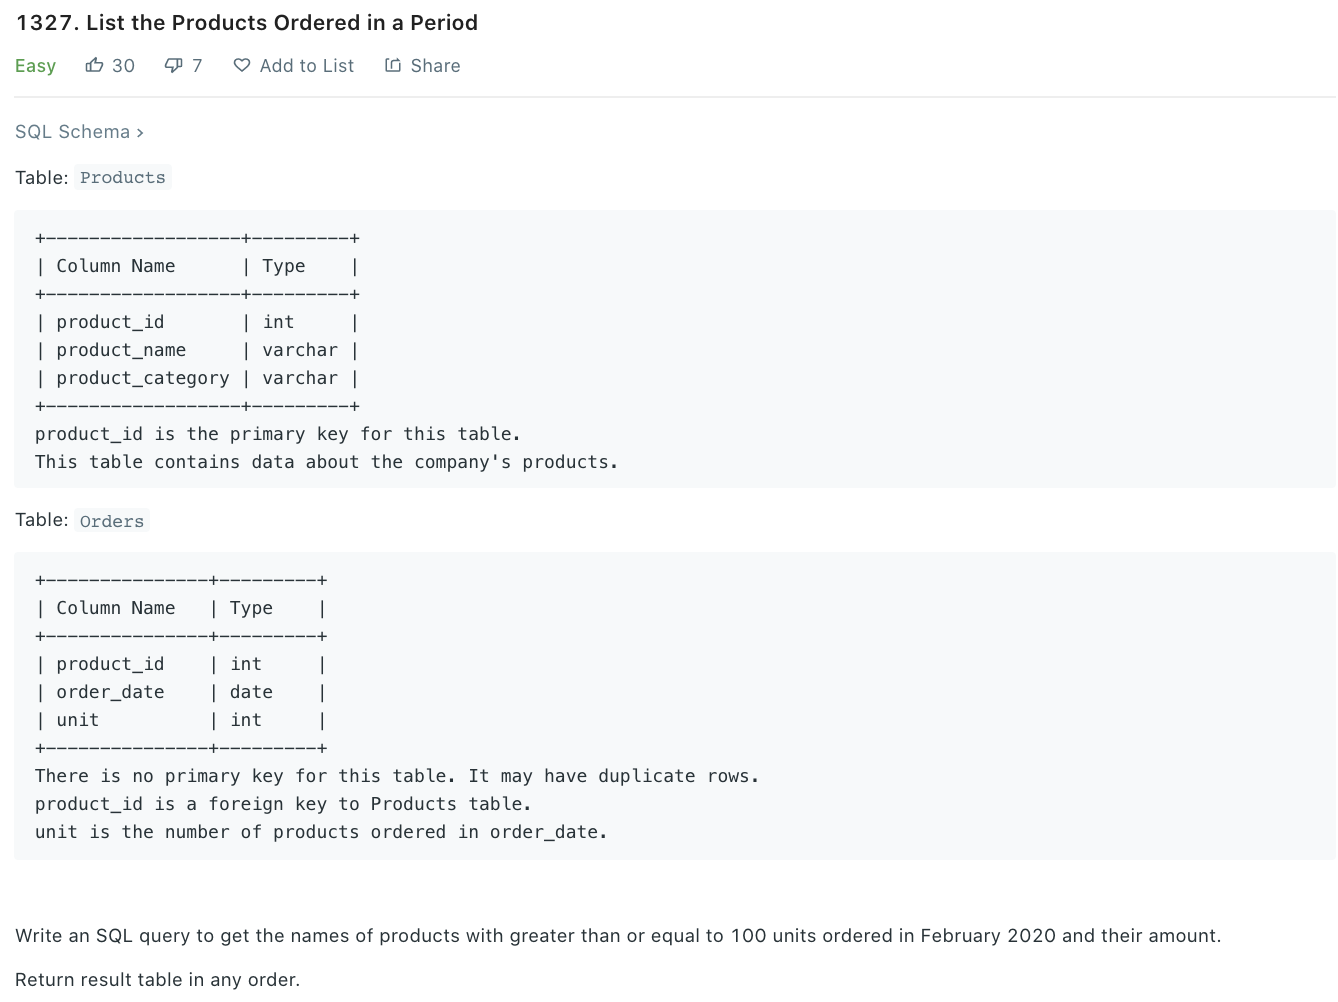 1327. List the Products Ordered in a Period
Easy 30 7 Add to List Share
SQL Schema ›
Table: Products
+------------------+---------+
| Column Name      | Type    |
+------------------+---------+
| product_id       | int     |
| product_name     | varchar |
| product_category | varchar |
+------------------+---------+
product_id is the primary key for this table.
This table contains data about the company's products.
Table: Orders
+---------------+---------+
| Column Name   | Type    |
+---------------+---------+
| product_id    | int     |
| order_date    | date    |
| unit          | int     |
+---------------+---------+
There is no primary key for this table. It may have duplicate rows.
product_id is a foreign key to Products table.
unit is the number of products ordered in order_date.
Write an SQL query to get the names of products with greater than or equal to 100 units ordered in February 2020 and their amount.
Return result table in any order.